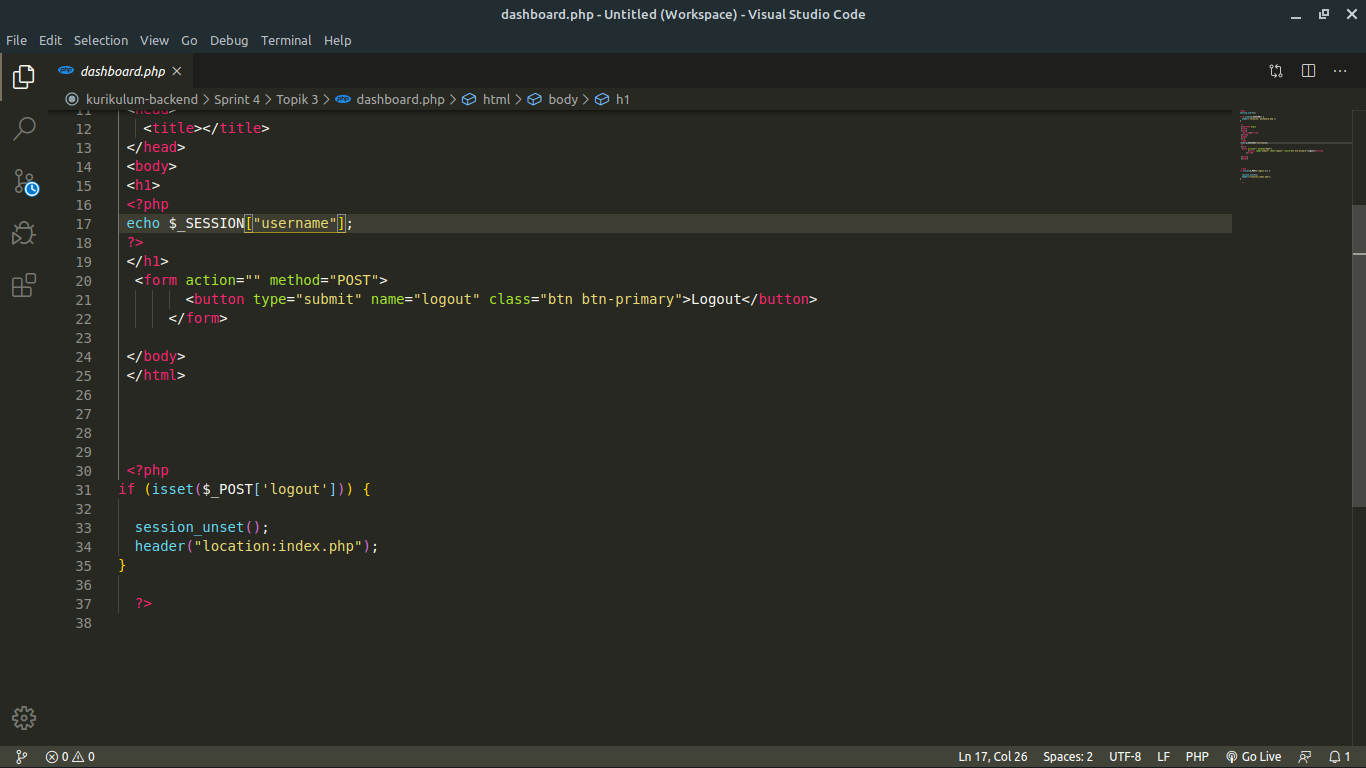 dashboard.php - Untitled (Workspace) - Visual Studio Code
File Edit Selection View Go Debug Terminal Help
dashboard.php
kurikulum-backend > Sprint 4 > Topik 3 > dashboard.php > html > body > h1
11 <head>
12 <title></title>
13 </head>
14 <body>
15 <h1>
16 <?php
17 echo $_SESSION["username"];
18 ?>
19 </h1>
20 <form action="" method="POST">
21 <button type="submit" name="logout" class="btn btn-primary">Logout</button>
22 </form>
23
24 </body>
25 </html>
26
27
28
29
30 <?php
31 if (isset($_POST['logout'])) {
32
33 session_unset();
34 header("location:index.php");
35 }
36
37 ?>
38
0 0 Ln 17, Col 26 Spaces: 2 UTF-8 LF PHP Go Live 1